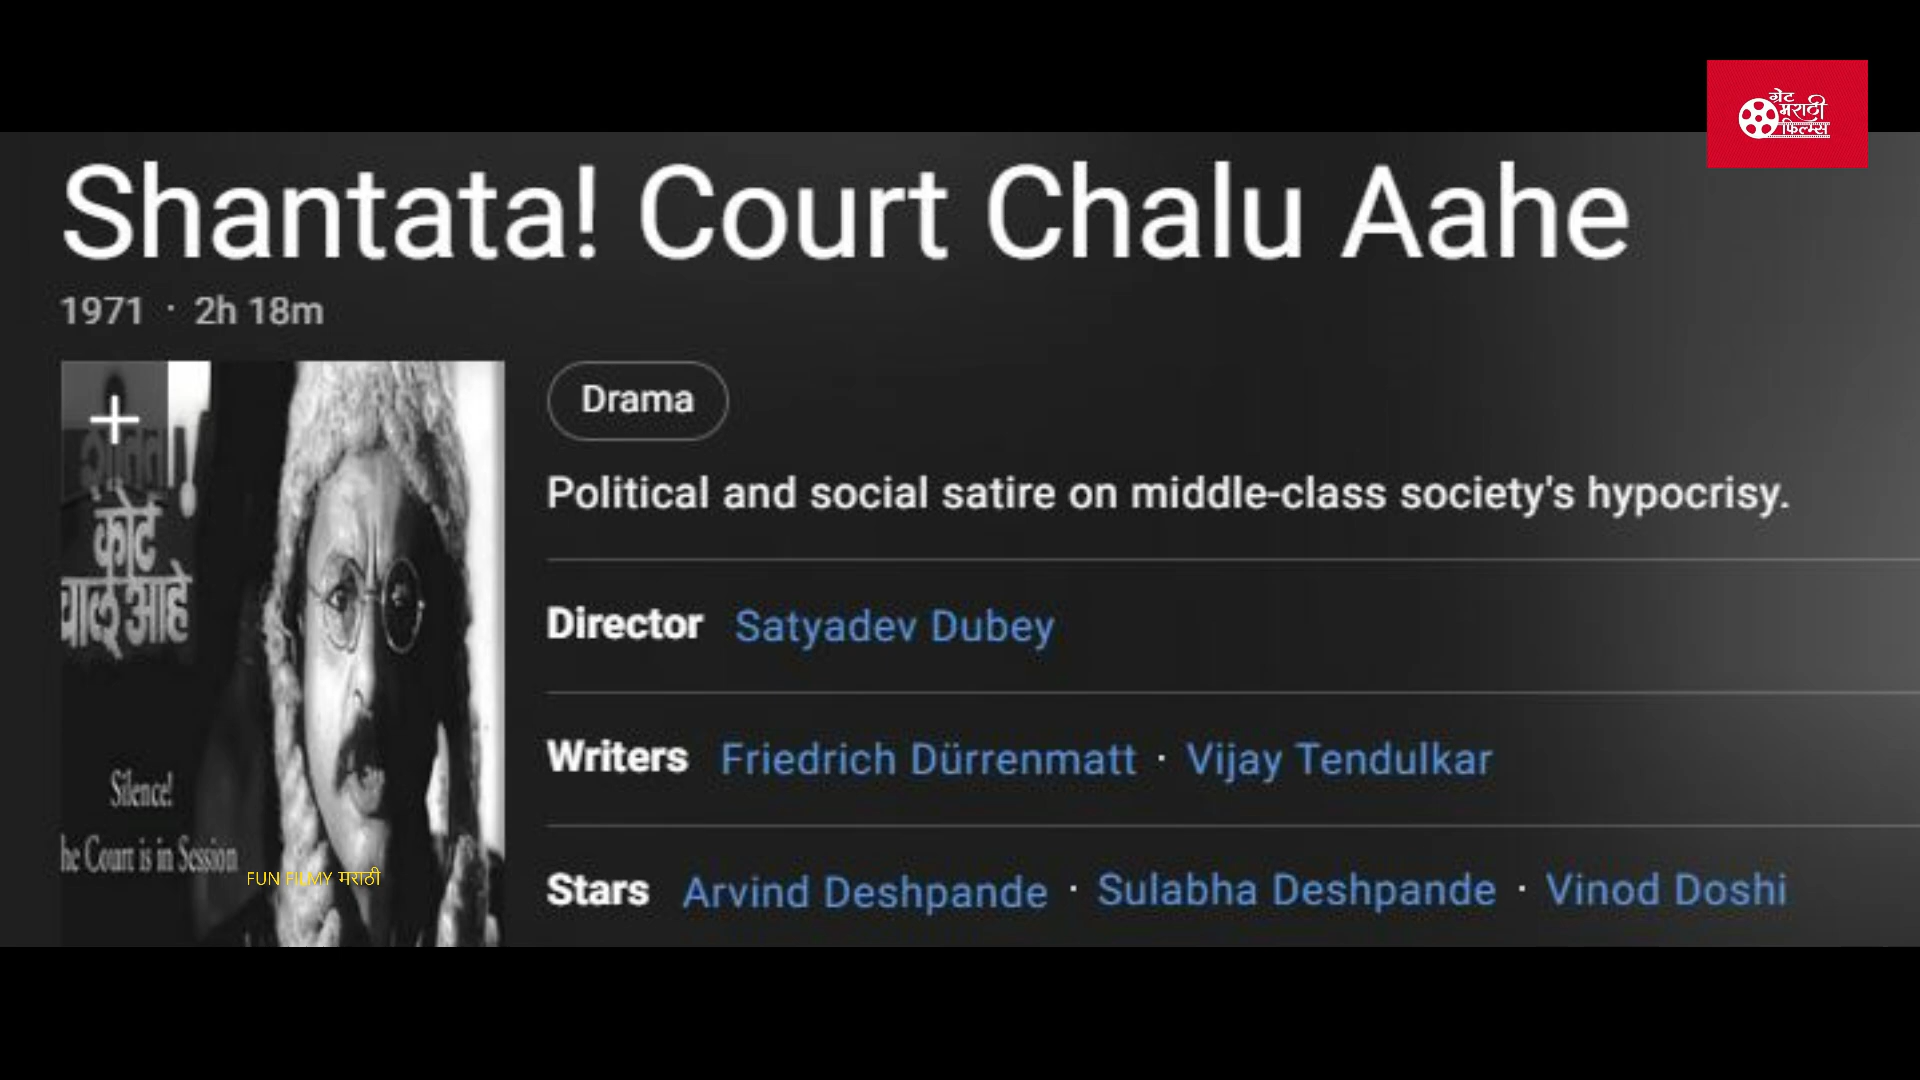 ग्रेट
मराठी
फिल्म्स
Shantata! Court Chalu Aahe
1971 · 2h 18m
शांतता!
कोर्ट
चालू आहे
Silence!
he Court is in Session
FUN FILMY मराठी
Drama
Political and social satire on middle-class society's hypocrisy.
Director Satyadev Dubey
Writers Friedrich Dürrenmatt · Vijay Tendulkar
Stars Arvind Deshpande · Sulabha Deshpande · Vinod Doshi